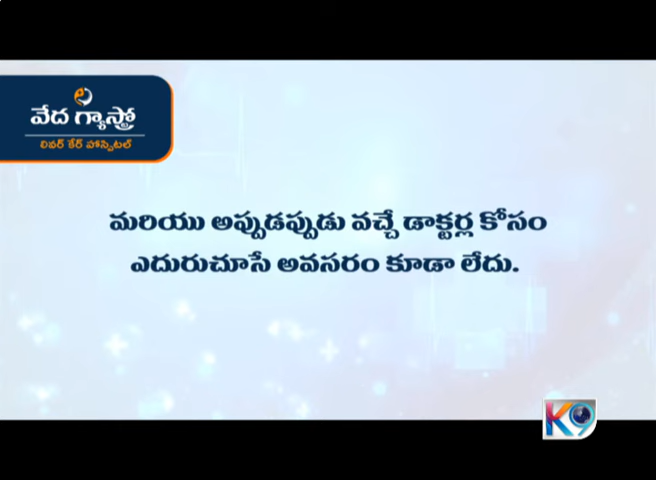 వేద గ్యాస్ట్రో
లివర్ కేర్ హాస్పిటల్
మరియు అప్పుడప్పుడు వచ్చే డాక్టర్ల కోసం
ఎదురుచూసే అవసరం కూడా లేదు.
K9